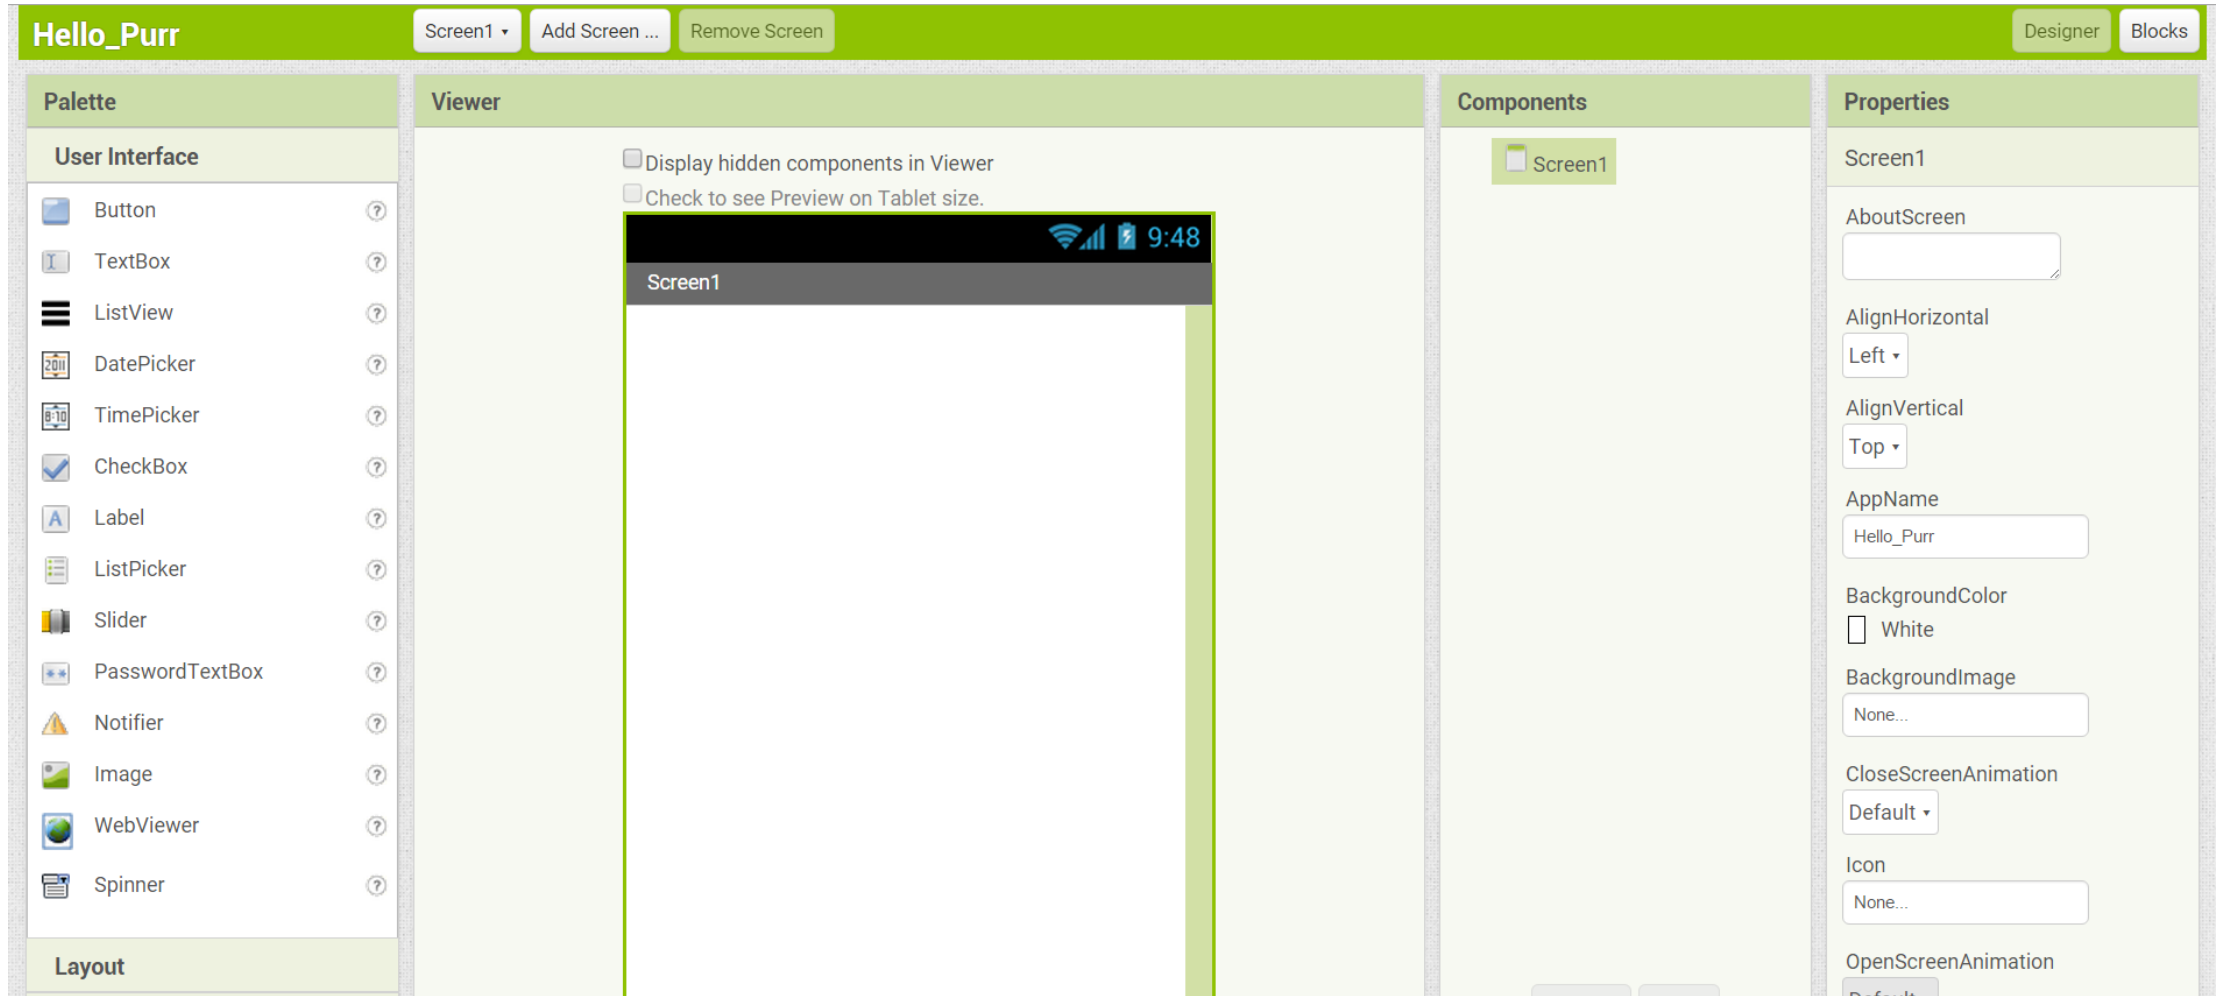 Hello_Purr
Screen1 Add Screen ... Remove Screen
Designer Blocks
Palette
User Interface
Button
TextBox
ListView
DatePicker
TimePicker
CheckBox
Label
ListPicker
Slider
PasswordTextBox
Notifier
Image
WebViewer
Spinner
Layout
Viewer
Display hidden components in Viewer
Check to see Preview on Tablet size.
9:48
Screen1
Components
Screen1
Properties
Screen1
AboutScreen
AlignHorizontal
Left
AlignVertical
Top
AppName
Hello_Purr
BackgroundColor
White
BackgroundImage
None...
CloseScreenAnimation
Default
Icon
None...
OpenScreenAnimation
Default